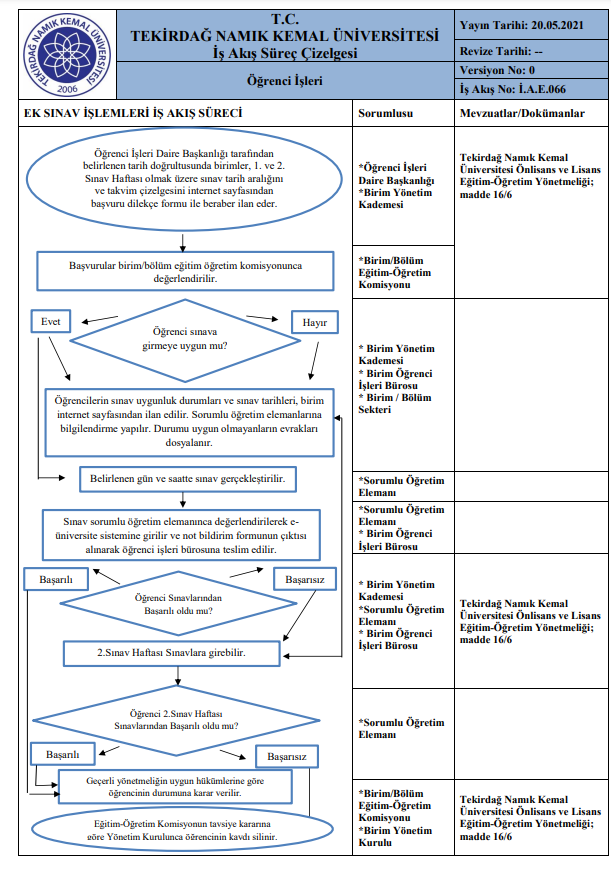 TEKİRDAĞ NAMIK KEMAL ÜNİVERSİTESİ
2006
T.C.
TEKİRDAĞ NAMIK KEMAL ÜNİVERSİTESİ
İş Akış Süreç Çizelgesi
Öğrenci İşleri
Yayın Tarihi: 20.05.2021
Revize Tarihi: --
Versiyon No: 0
İş Akış No: İ.A.E.066
EK SINAV İŞLEMLERİ İŞ AKIŞ SÜRECİ
Sorumlusu
Mevzuatlar/Dokümanlar
Öğrenci İşleri Daire Başkanlığı tarafından
belirlenen tarih doğrultusunda birimler, 1. ve 2.
Sınav Haftası olmak üzere sınav tarih aralığını
ve takvim çizelgesini internet sayfasından
başvuru dilekçe formu ile beraber ilan eder.
*Öğrenci İşleri
Daire Başkanlığı
*Birim Yönetim
Kademesi
Tekirdağ Namık Kemal
Üniversitesi Önlisans ve Lisans
Eğitim-Öğretim Yönetmeliği;
madde 16/6
Başvurular birim/bölüm eğitim öğretim komisyonunca
değerlendirilir.
*Birim/Bölüm
Eğitim-Öğretim
Komisyonu
Evet
Öğrenci sınava
girmeye uygun mu?
Hayır
Öğrencilerin sınav uygunluk durumları ve sınav tarihleri, birim
internet sayfasından ilan edilir. Sorumlu öğretim elemanlarına
bilgilendirme yapılır. Durumu uygun olmayanların evrakları
dosyalanır.
* Birim Yönetim
Kademesi
* Birim Öğrenci
İşleri Bürosu
* Birim / Bölüm
Sekteri
Belirlenen gün ve saatte sınav gerçekleştirilir.
*Sorumlu Öğretim
Elemanı
Sınav sorumlu öğretim elemanınca değerlendirilerek e-
üniversite sistemine girilir ve not bildirim formunun çıktısı
alınarak öğrenci işleri bürosuna teslim edilir.
*Sorumlu Öğretim
Elemanı
* Birim Öğrenci
İşleri Bürosu
Başarılı
Öğrenci Sınavlarından
Başarılı oldu mu?
Başarısız
2.Sınav Haftası Sınavlara girebilir.
* Birim Yönetim
Kademesi
*Sorumlu Öğretim
Elemanı
* Birim Öğrenci
İşleri Bürosu
Tekirdağ Namık Kemal
Üniversitesi Önlisans ve Lisans
Eğitim-Öğretim Yönetmeliği;
madde 16/6
Öğrenci 2.Sınav Haftası
Sınavlarından Başarılı oldu mu?
Başarılı
Başarısız
*Sorumlu Öğretim
Elemanı
Geçerli yönetmeliğin uygun hükümlerine göre
öğrencinin durumuna karar verilir.
Eğitim-Öğretim Komisyonun tavsiye kararına
göre Yönetim Kurulunca öğrencinin kaydı silinir.
*Birim/Bölüm
Eğitim-Öğretim
Komisyonu
*Birim Yönetim
Kurulu
Tekirdağ Namık Kemal
Üniversitesi Önlisans ve Lisans
Eğitim-Öğretim Yönetmeliği;
madde 16/6